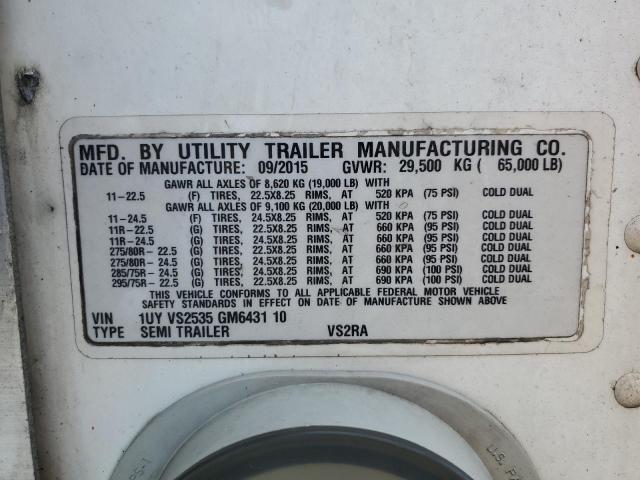 MFD. BY UTILITY TRAILER MANUFACTURING CO.
DATE OF MANUFACTURE: 09/2015 GVWR: 29,500 KG ( 65,000 LB)
GAWR ALL AXLES OF 8,620 KG (19,000 LB) WITH
11-22.5 (F) TIRES, 22.5X8.25 RIMS, AT 520 KPA (75 PSI) COLD DUAL
GAWR ALL AXLES OF 9,100 KG (20,000 LB) WITH
11-24.5 (F) TIRES, 24.5X8.25 RIMS, AT 520 KPA (75 PSI) COLD DUAL
11R-22.5 (G) TIRES, 22.5X8.25 RIMS, AT 660 KPA (95 PSI) COLD DUAL
11R-24.5 (G) TIRES, 24.5X8.25 RIMS, AT 660 KPA (95 PSI) COLD DUAL
275/80R- 22.5 (G) TIRES, 22.5X8.25 RIMS, AT 660 KPA (95 PSI) COLD DUAL
275/80R- 24.5 (G) TIRES, 24.5X8.25 RIMS, AT 660 KPA (95 PSI) COLD DUAL
285/75R- 24.5 (G) TIRES, 24.5X8.25 RIMS, AT 690 KPA (100 PSI) COLD DUAL
295/75R- 22.5 (G) TIRES, 22.5X8.25 RIMS, AT 690 KPA (100 PSI) COLD DUAL
THIS VEHICLE CONFORMS TO ALL APPLICABLE FEDERAL MOTOR VEHICLE
SAFETY STANDARDS IN EFFECT ON DATE OF MANUFACTURE SHOWN ABOVE
VIN 1UY VS2535 GM6431 10
TYPE SEMI TRAILER VS2RA
U.S. PA